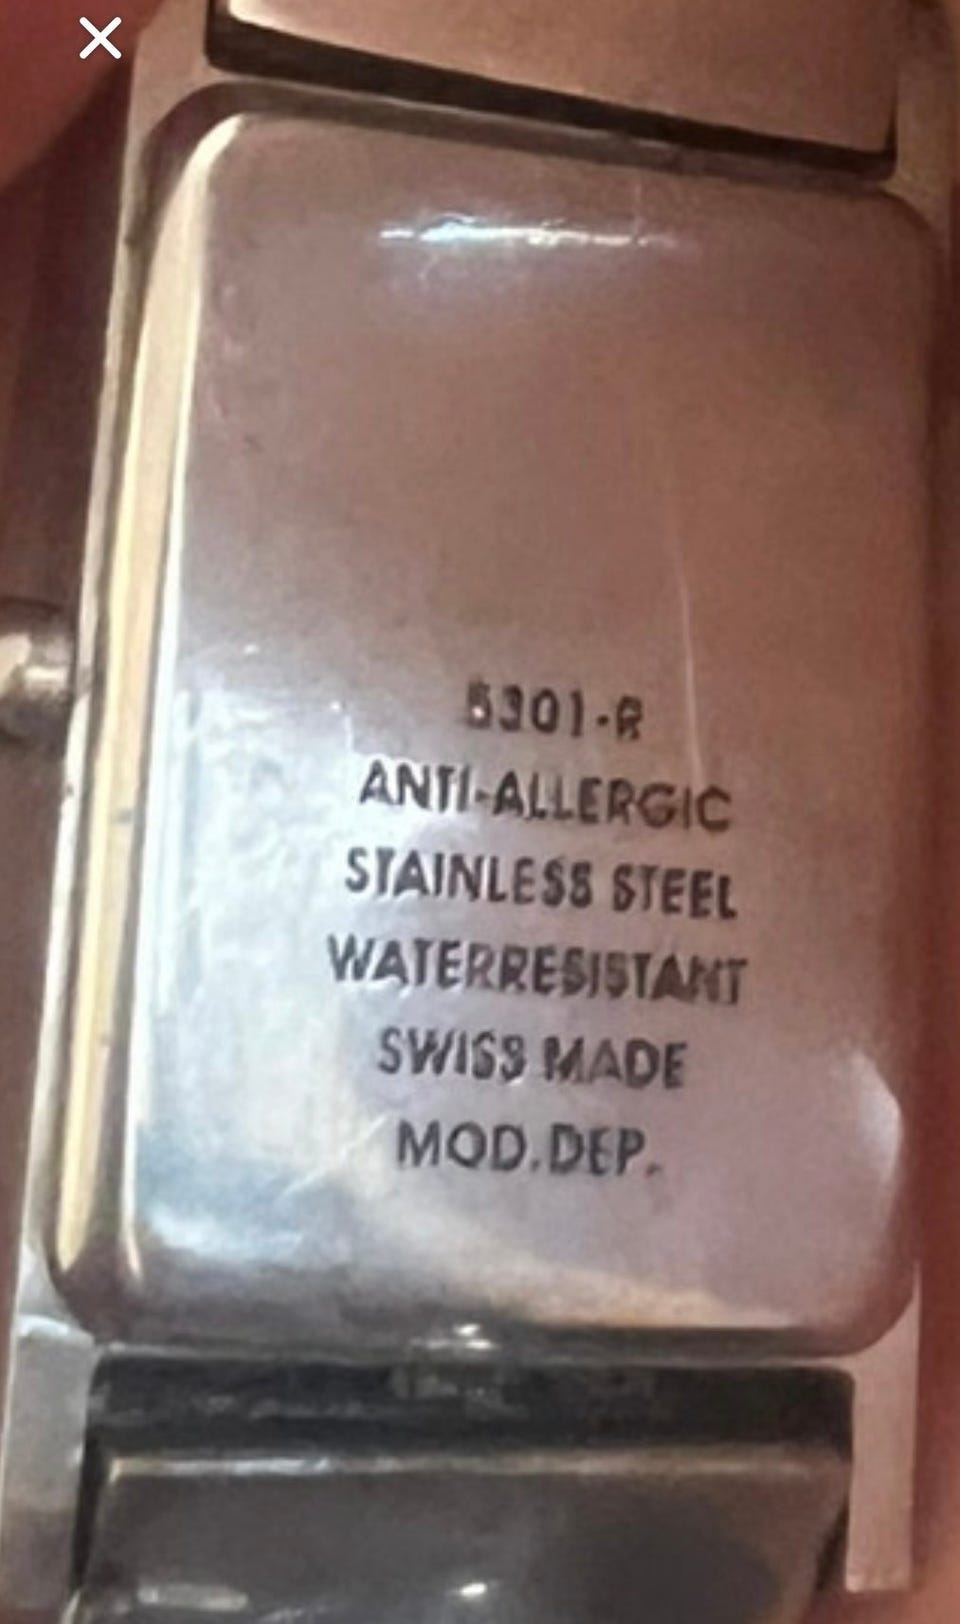 5301-R
ANTI-ALLERGIC
STAINLESS STEEL
WATERRESISTANT
SWISS MADE
MOD.DEP.